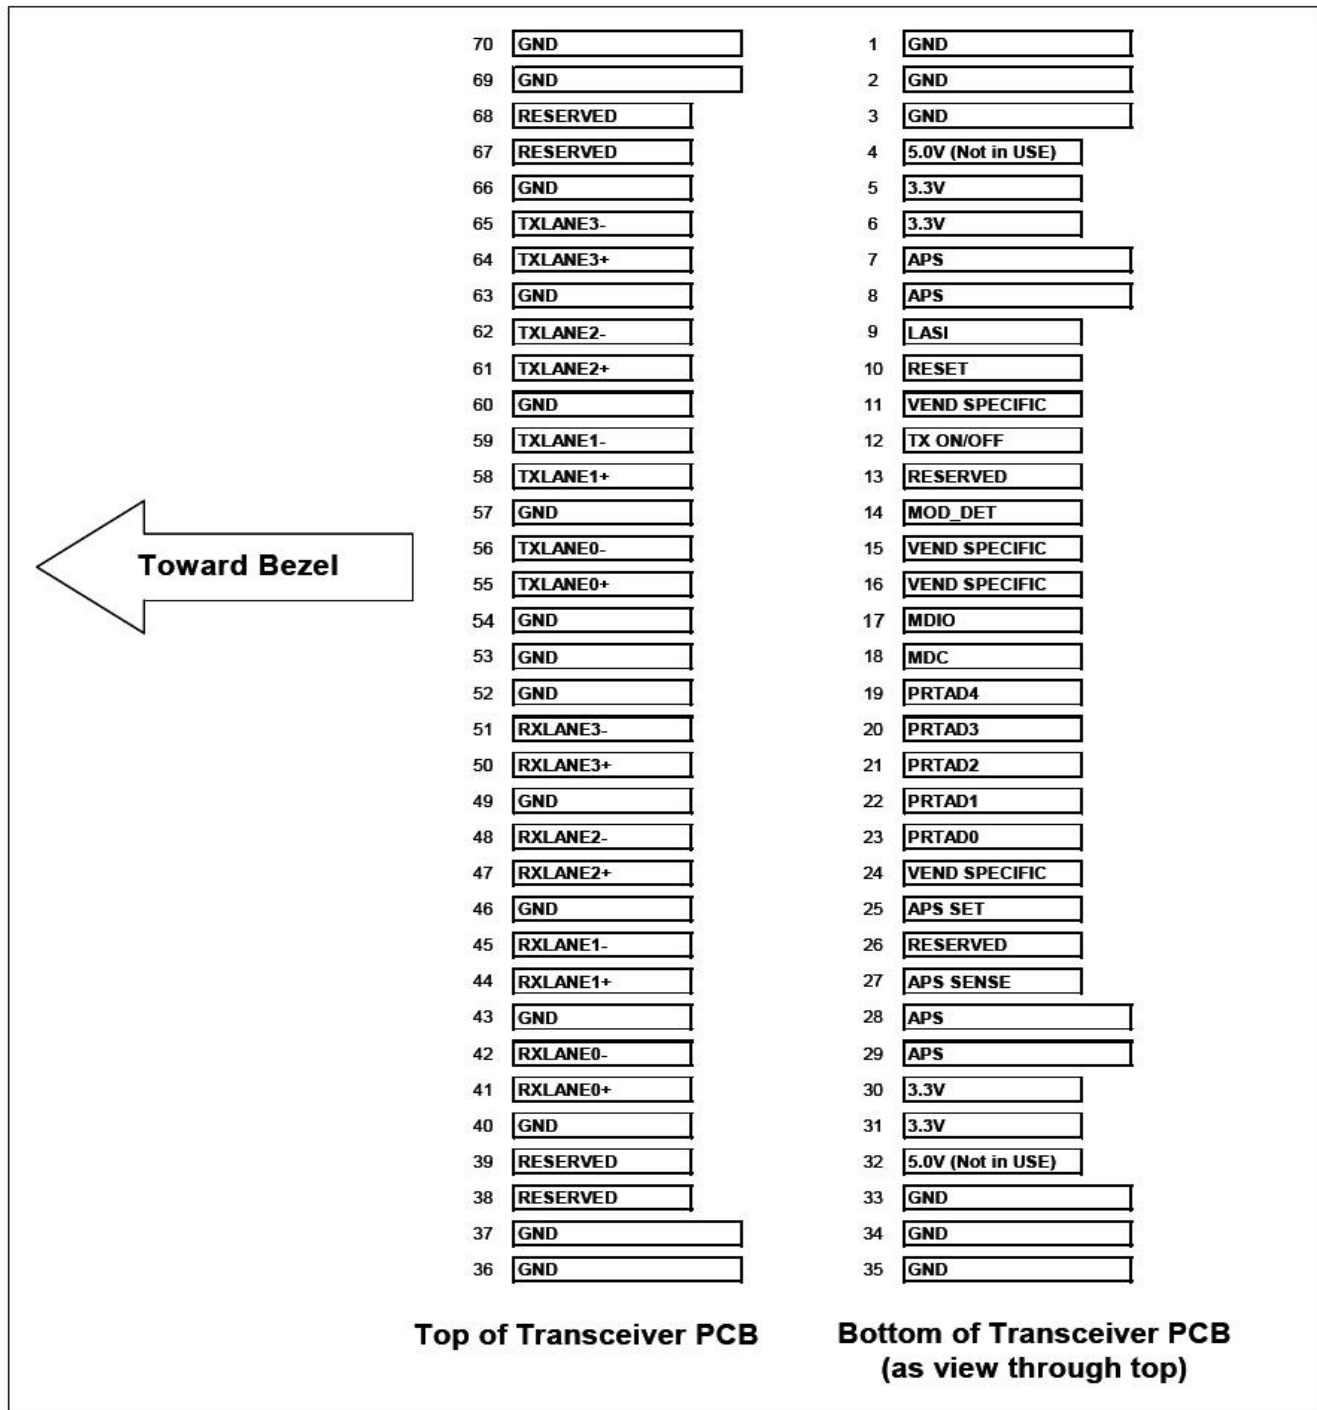 70 GND 1 GND
69 GND 2 GND
68 RESERVED 3 GND
67 RESERVED 4 5.0V (Not in USE)
66 GND 5 3.3V
65 TXLANE3- 6 3.3V
64 TXLANE3+ 7 APS
63 GND 8 APS
62 TXLANE2- 9 LASI
61 TXLANE2+ 10 RESET
60 GND 11 VEND SPECIFIC
59 TXLANE1- 12 TX ON/OFF
58 TXLANE1+ 13 RESERVED
57 GND 14 MOD_DET
56 TXLANE0- 15 VEND SPECIFIC
Toward Bezel
55 TXLANE0+ 16 VEND SPECIFIC
54 GND 17 MDIO
53 GND 18 MDC
52 GND 19 PRTAD4
51 RXLANE3- 20 PRTAD3
50 RXLANE3+ 21 PRTAD2
49 GND 22 PRTAD1
48 RXLANE2- 23 PRTAD0
47 RXLANE2+ 24 VEND SPECIFIC
46 GND 25 APS SET
45 RXLANE1- 26 RESERVED
44 RXLANE1+ 27 APS SENSE
43 GND 28 APS
42 RXLANE0- 29 APS
41 RXLANE0+ 30 3.3V
40 GND 31 3.3V
39 RESERVED 32 5.0V (Not in USE)
38 RESERVED 33 GND
37 GND 34 GND
36 GND 35 GND
Top of Transceiver PCB
Bottom of Transceiver PCB
(as view through top)